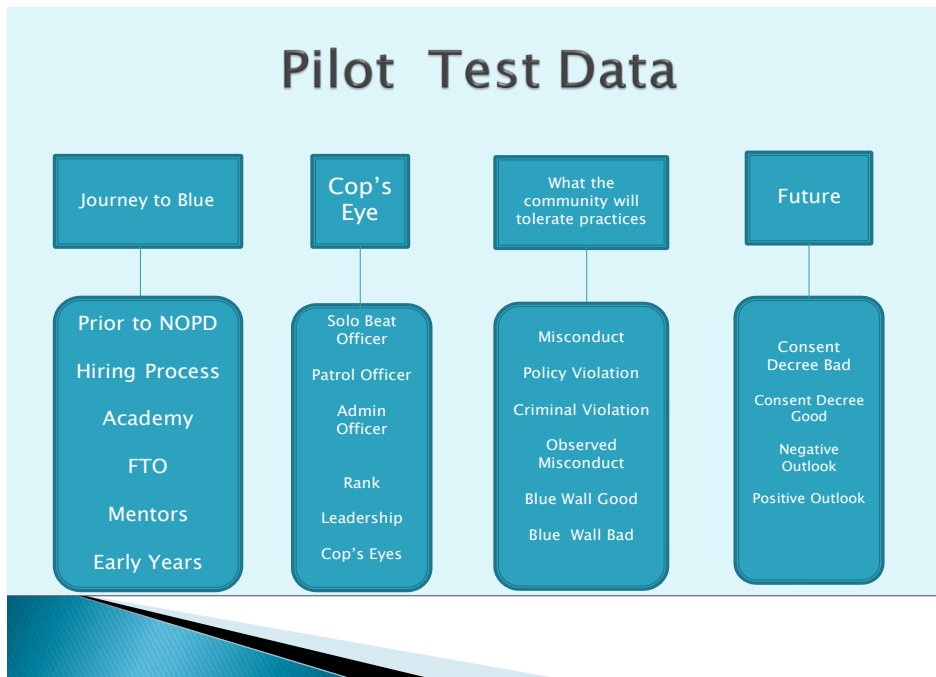 Pilot Test Data
Journey to Blue
Prior to NOPD
Hiring Process
Academy
FTO
Mentors
Early Years
Cop's
Eye
Solo Beat
Officer
Patrol Officer
Admin
Officer
Rank
Leadership
Cop's Eyes
What the
community will
tolerate practices
Misconduct
Policy Violation
Criminal Violation
Observed
Misconduct
Blue Wall Good
Blue Wall Bad
Future
Consent
Decree Bad
Consent Decree
Good
Negative
Outlook
Positive Outlook